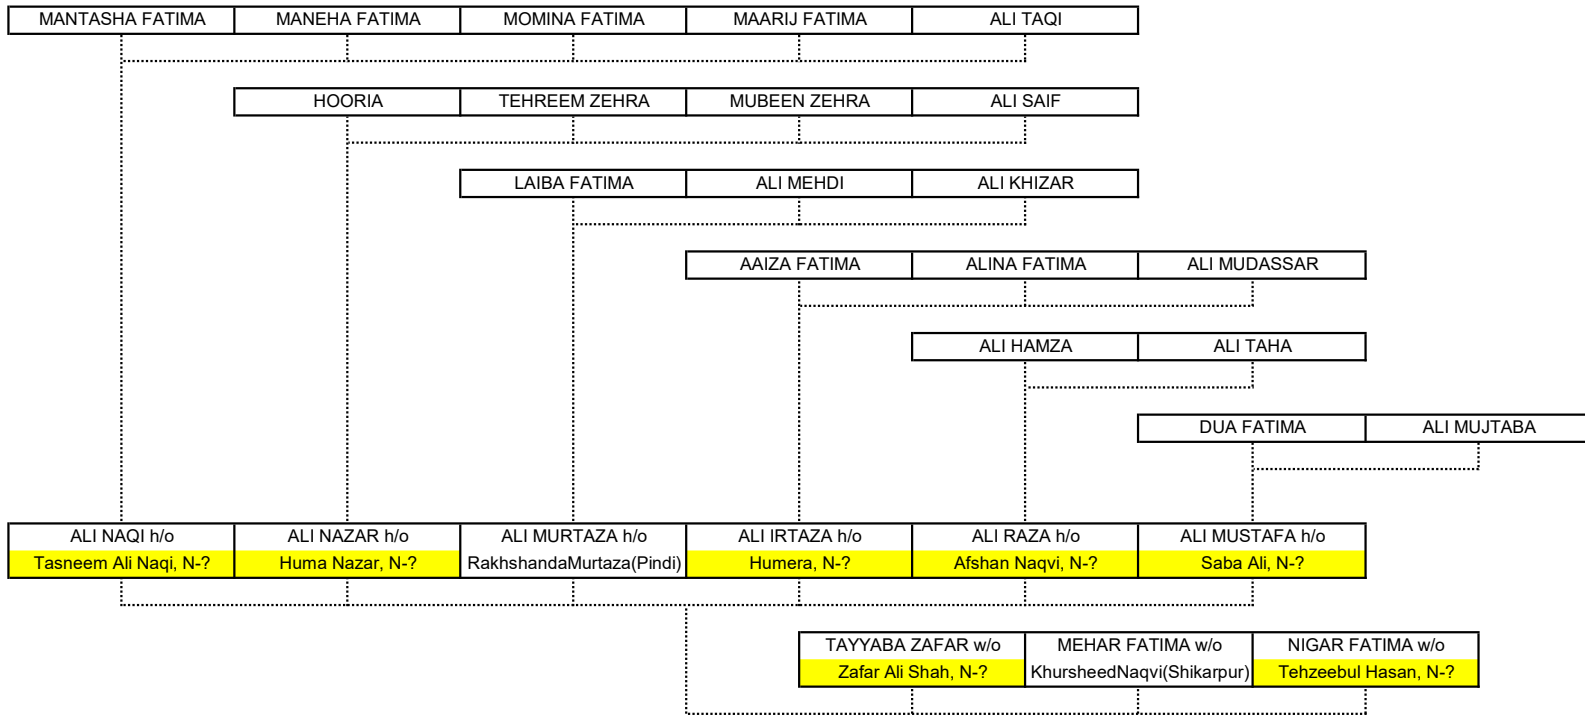 MANTASHA FATIMA MANEHA FATIMA MOMINA FATIMA MAARIJ FATIMA ALI TAQI
HOORIA TEHREEM ZEHRA MUBEEN ZEHRA ALI SAIF
LAIBA FATIMA ALI MEHDI ALI KHIZAR
AAIZA FATIMA ALINA FATIMA ALI MUDASSAR
ALI HAMZA ALI TAHA
DUA FATIMA ALI MUJTABA
ALI NAQI h/o ALI NAZAR h/o ALI MURTAZA h/o ALI IRTAZA h/o ALI RAZA h/o ALI MUSTAFA h/o
Tasneem Ali Naqi, N-? Huma Nazar, N-? RakhshandaMurtaza(Pindi) Humera, N-? Afshan Naqvi, N-? Saba Ali, N-?
TAYYABA ZAFAR w/o MEHAR FATIMA w/o NIGAR FATIMA w/o
Zafar Ali Shah, N-? KhursheedNaqvi(Shikarpur) Tehzeebul Hasan, N-?